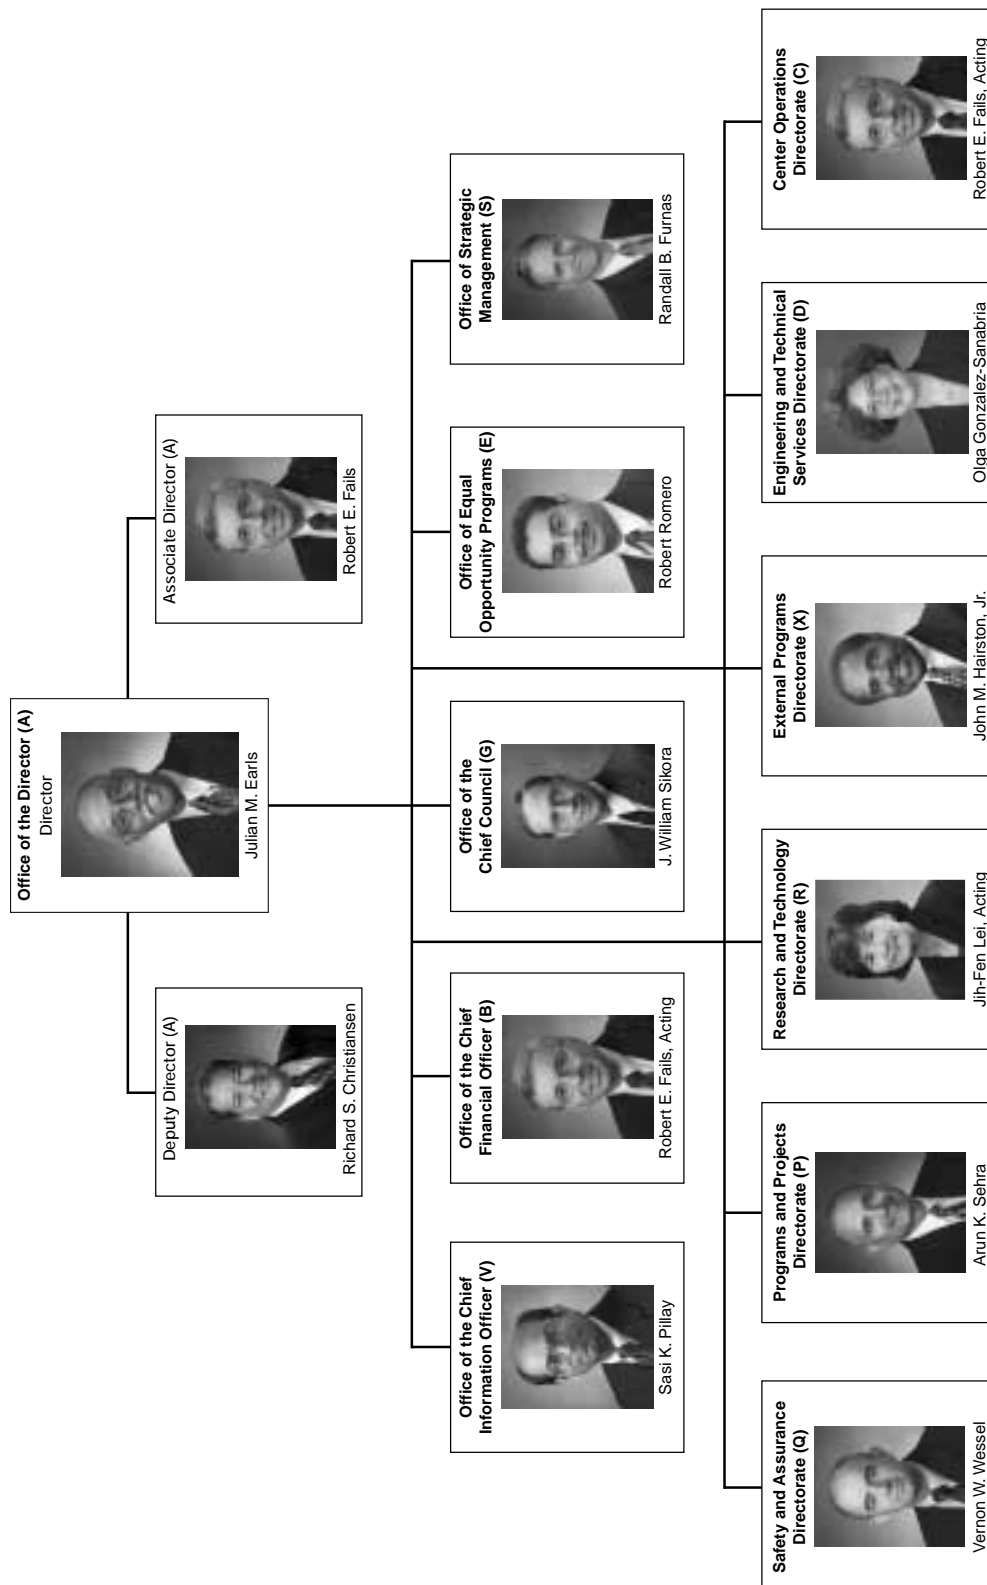 Office of the Director (A)
Director
Julian M. Earls
Deputy Director (A)
Richard S. Christiansen
Associate Director (A)
Robert E. Fails
Office of the Chief
Information Officer (V)
Sasi K. Pillay
Office of the Chief
Financial Officer (B)
Robert E. Fails, Acting
Office of the
Chief Council (G)
J. William Sikora
Office of Equal
Opportunity Programs (E)
Robert Romero
Office of Strategic
Management (S)
Randall B. Furnas
Safety and Assurance
Directorate (Q)
Vernon W. Wessel
Programs and Projects
Directorate (P)
Arun K. Sehra
Research and Technology
Directorate (R)
Jih-Fen Lei, Acting
External Programs
Directorate (X)
John M. Hairston, Jr.
Engineering and Technical
Services Directorate (D)
Olga Gonzalez-Sanabria
Center Operations
Directorate (C)
Robert E. Fails, Acting